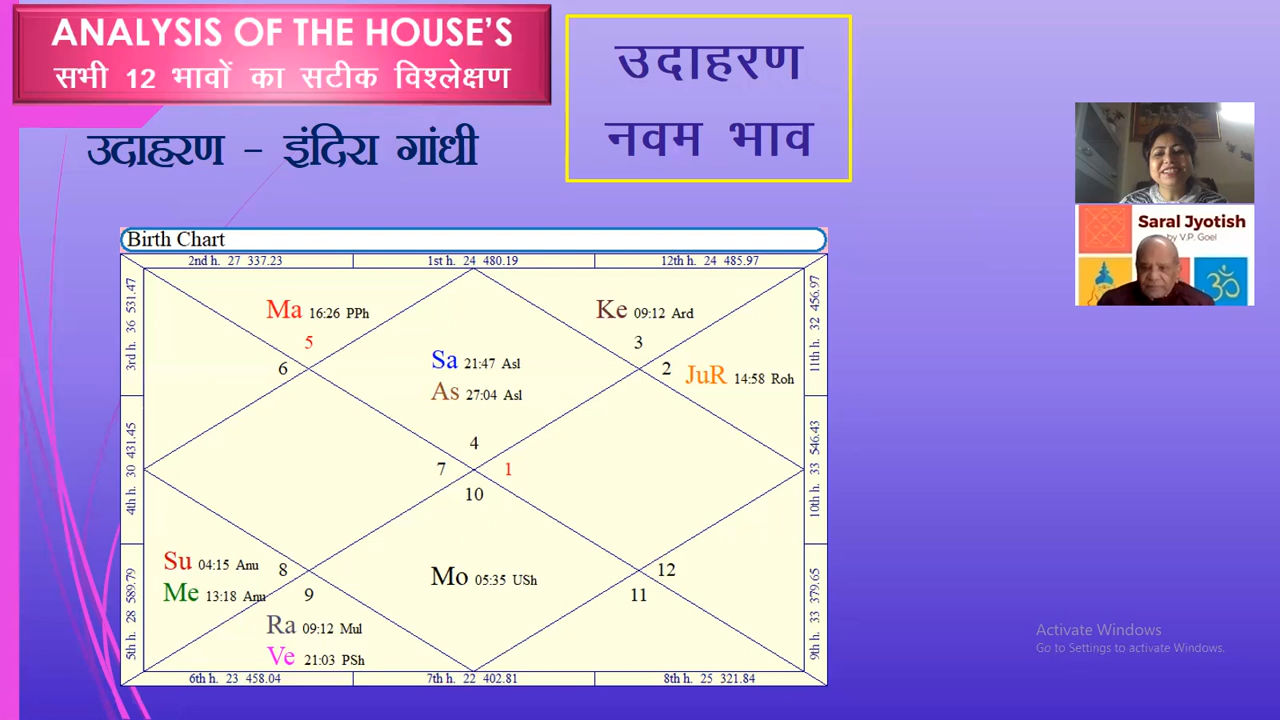 ANALYSIS OF THE HOUSE'S
सभी 12 भावों का सटीक विश्लेक्षण
उदाहरण
नवम भाव
उदाहरण - इंदिरा गांधी
Saral Jyotish
by V.P. Goel
Birth Chart
2nd h. 27 337.23
1st h. 24 480.19
12th h. 24 485.97
3rd h. 36 531.47
11th h. 32 456.97
Ma 16:26 PPh
Ke 09:12 Ard
5
3
6
2
Sa 21:47 Asl
JuR 14:58 Roh
As 27:04 Asl
4
7
1
10
4th h. 30 431.45
10th h. 33 546.43
Su 04:15 Anu
8
Me 13:18 Anu
9
Mo 05:35 USh
12
11
Ra 09:12 Mul
Ve 21:03 PSh
5th h. 28 589.79
9th h. 33 379.65
6th h. 23 458.04
7th h. 22 402.81
8th h. 25 321.84
Activate Windows
Go to Settings to activate Windows.